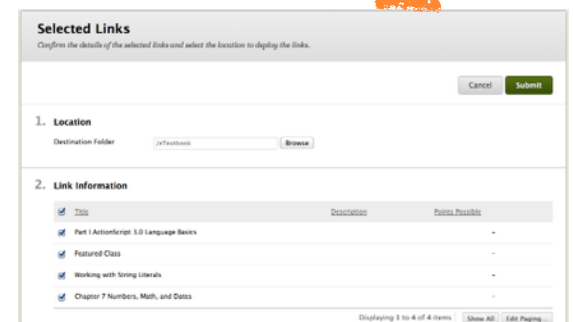 Selected Links
Confirm the details of the selected links and select the location to deploy the links.
Cancel Submit
1. Location
Destination Folder /eTextbook Browse
2. Link Information
Title Description Points Possible
Part I ActionScript 3.0 Language Basics -
Featured Class -
Working with String Literals -
Chapter 7 Numbers, Math, and Dates -
Displaying 1 to 4 of 4 items Show All Edit Paging...